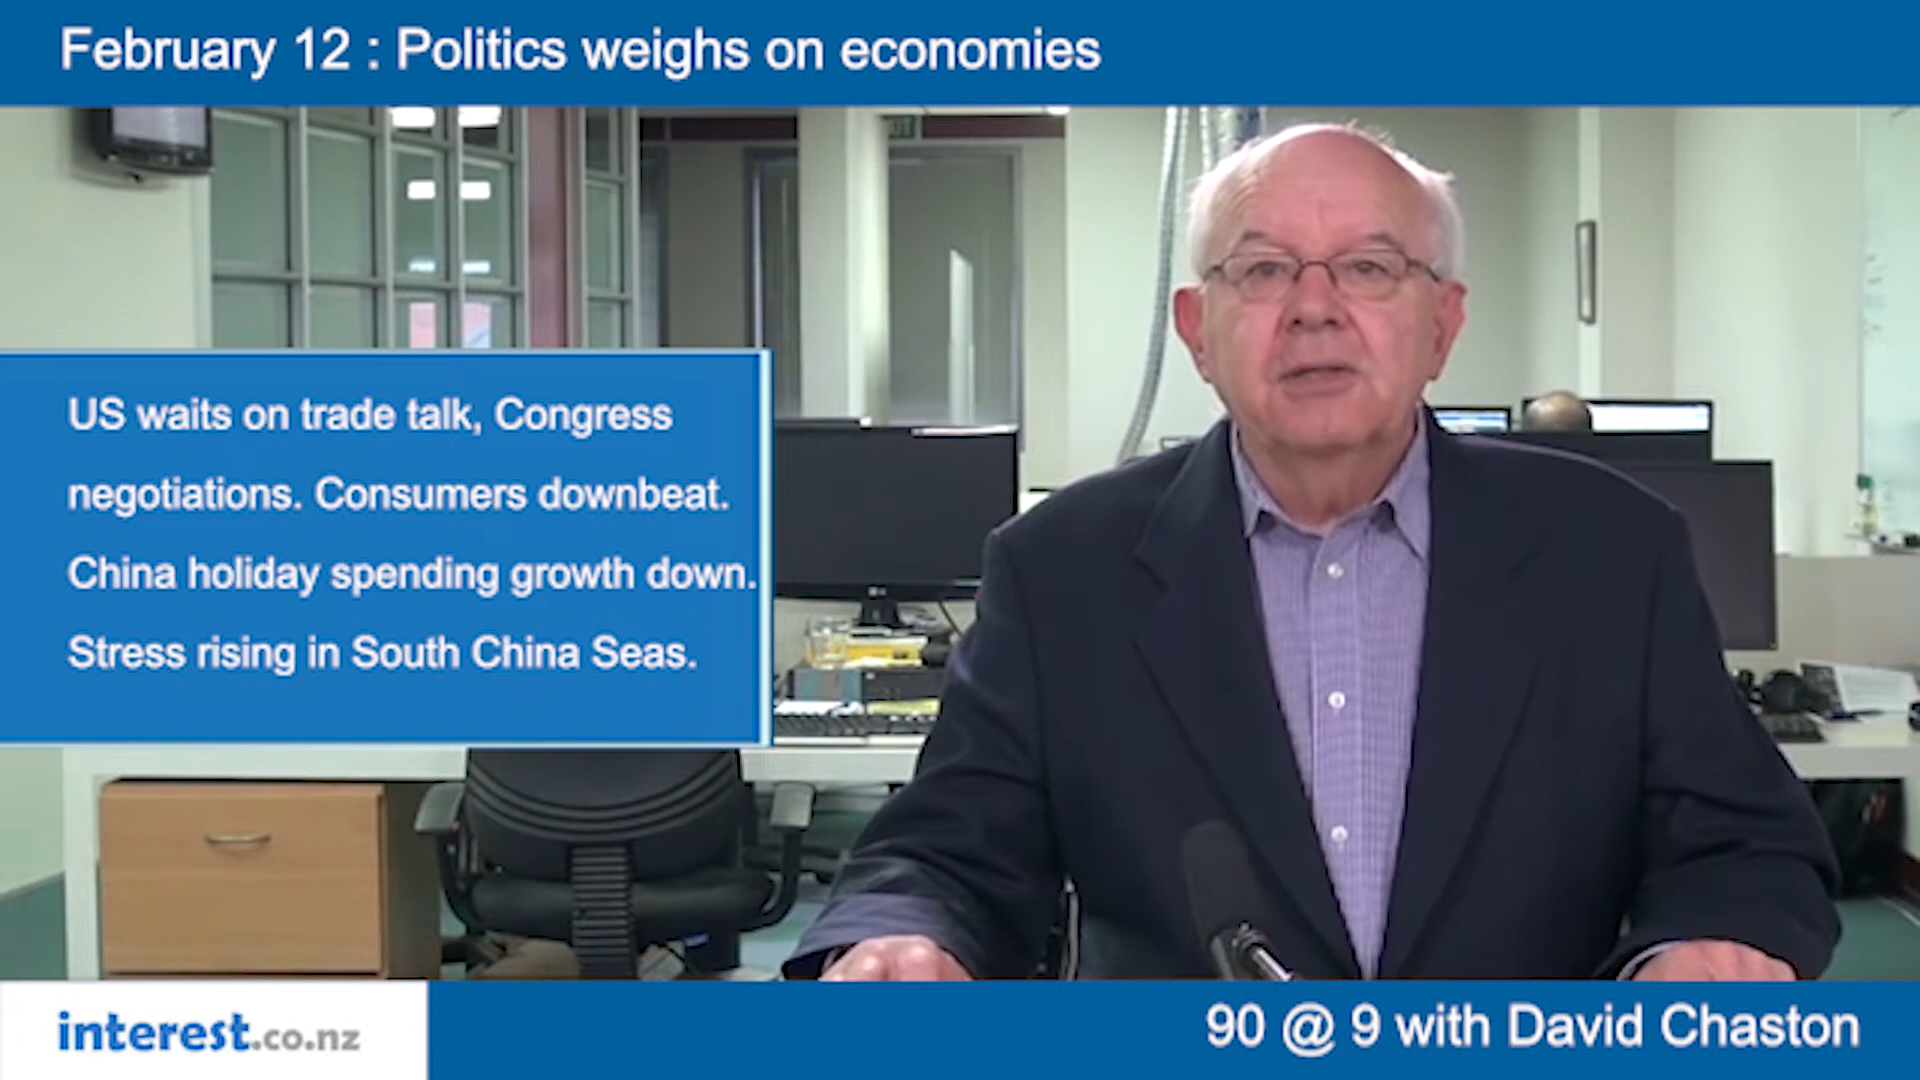 February 12 : Politics weighs on economies
US waits on trade talk, Congress
negotiations. Consumers downbeat.
China holiday spending growth down.
Stress rising in South China Seas.
interest.co.nz
90 @ 9 with David Chaston